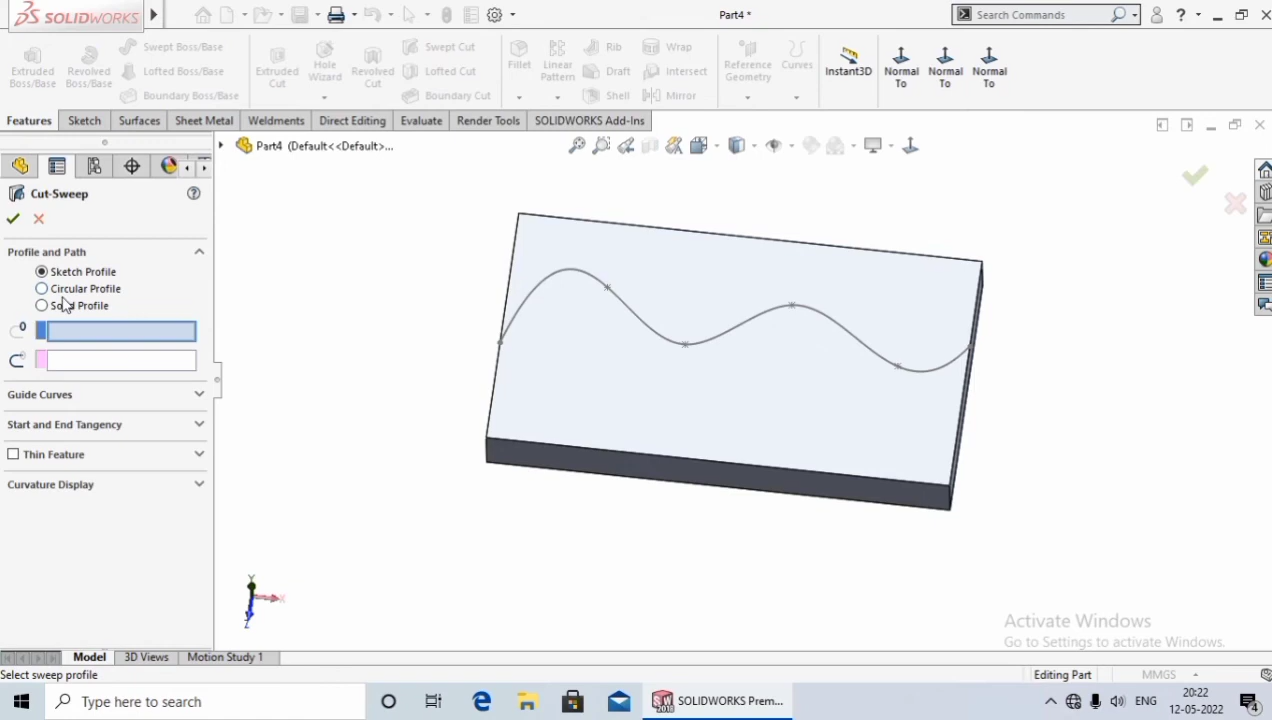 SOLIDWORKS
Part4 *
Search Commands
Extruded Boss/Base
Revolved Boss/Base
Swept Boss/Base
Lofted Boss/Base
Boundary Boss/Base
Extruded Cut
Hole Wizard
Revolved Cut
Swept Cut
Lofted Cut
Boundary Cut
Fillet
Linear Pattern
Rib
Draft
Shell
Wrap
Intersect
Mirror
Reference Geometry
Curves
Instant3D
Normal To
Normal To
Normal To
Features
Sketch
Surfaces
Sheet Metal
Weldments
Direct Editing
Evaluate
Render Tools
SOLIDWORKS Add-Ins
Part4 (Default<<Default>...
Cut-Sweep
Profile and Path
Sketch Profile
Circular Profile
Solid Profile
Guide Curves
Start and End Tangency
Thin Feature
Curvature Display
Y
X
Z
Activate Windows
Go to Settings to activate Windows.
Model
3D Views
Motion Study 1
Select sweep profile
Editing Part
MMGS
Type here to search
SOLIDWORKS Prem...
ENG
20:22
12-05-2022
4